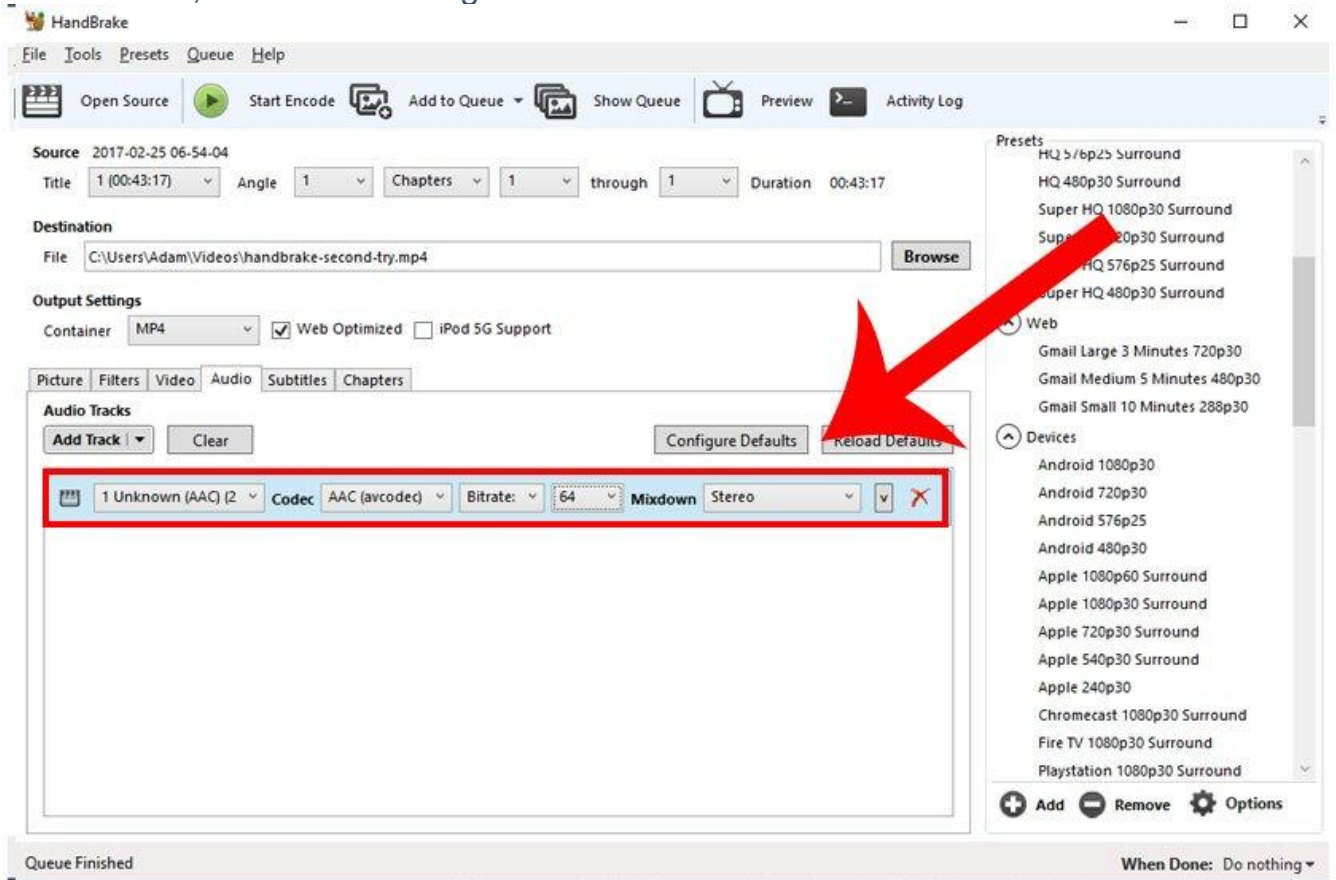 HandBrake
File Tools Presets Queue Help
Open Source Start Encode Add to Queue Show Queue Preview Activity Log
Source 2017-02-25 06-54-04
Title 1 (00:43:17) Angle 1 Chapters 1 through 1 Duration 00:43:17
Destination
File C:\Users\Adam\Videos\handbrake-second-try.mp4 Browse
Output Settings
Container MP4 Web Optimized iPod 5G Support
Picture Filters Video Audio Subtitles Chapters
Audio Tracks
Add Track Clear Configure Defaults Reload Defaults
1 Unknown (AAC) (2 Codec AAC (avcodec) Bitrate: 64 Mixdown Stereo v
Presets
HQ 576p25 Surround
HQ 480p30 Surround
Super HQ 1080p30 Surround
20p30 Surround
HQ 576p25 Surround
Super HQ 480p30 Surround
Web
Gmail Large 3 Minutes 720p30
Gmail Medium 5 Minutes 480p30
Gmail Small 10 Minutes 288p30
Devices
Android 1080p30
Android 720p30
Android 576p25
Android 480p30
Apple 1080p60 Surround
Apple 1080p30 Surround
Apple 720p30 Surround
Apple 540p30 Surround
Apple 240p30
Chromecast 1080p30 Surround
Fire TV 1080p30 Surround
Playstation 1080p30 Surround
Add Remove Options
Queue Finished When Done: Do nothing